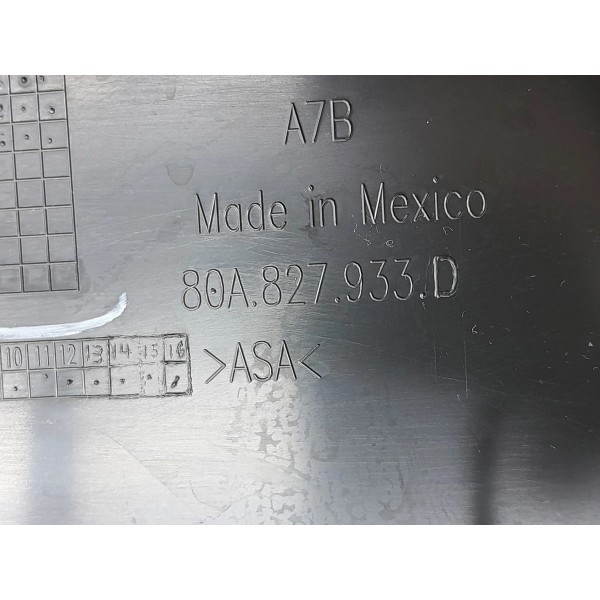 A7B
Made in Mexico
80A.827.933.D
10 11 12 13 14 15 16
>ASA<